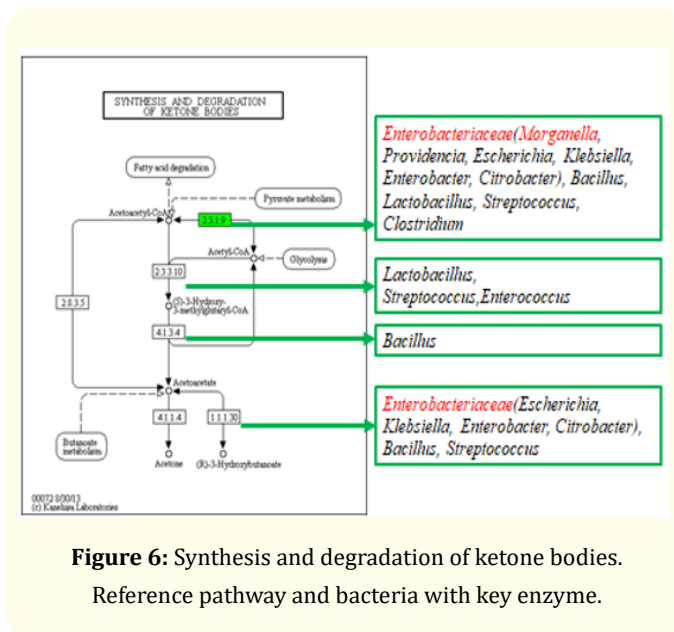 SYNTHESIS AND DEGRADATION
OF KETONE BODIES
Fatty acid degradation
Pyruvate metabolism
Acetoacetyl-CoA
2.3.1.9
Acetyl-CoA
Glycolysis
2.3.3.10
(S)-3-Hydroxy-
3-methylglutaryl-CoA
2.8.3.5
4.1.3.4
Acetoacetate
4.1.1.4
1.1.1.30
Butanoate
metabolism
Acetone
(R)-3-Hydroxybutanoate
00072 8/30/13
(c) Kanehisa Laboratories
Enterobacteriaceae(Morganella,
Providencia, Escherichia, Klebsiella,
Enterobacter, Citrobacter), Bacillus,
Lactobacillus, Streptococcus,
Clostridium
Lactobacillus,
Streptococcus,Enterococcus
Bacillus
Enterobacteriaceae(Escherichia,
Klebsiella, Enterobacter, Citrobacter),
Bacillus, Streptococcus
Figure 6: Synthesis and degradation of ketone bodies.
Reference pathway and bacteria with key enzyme.